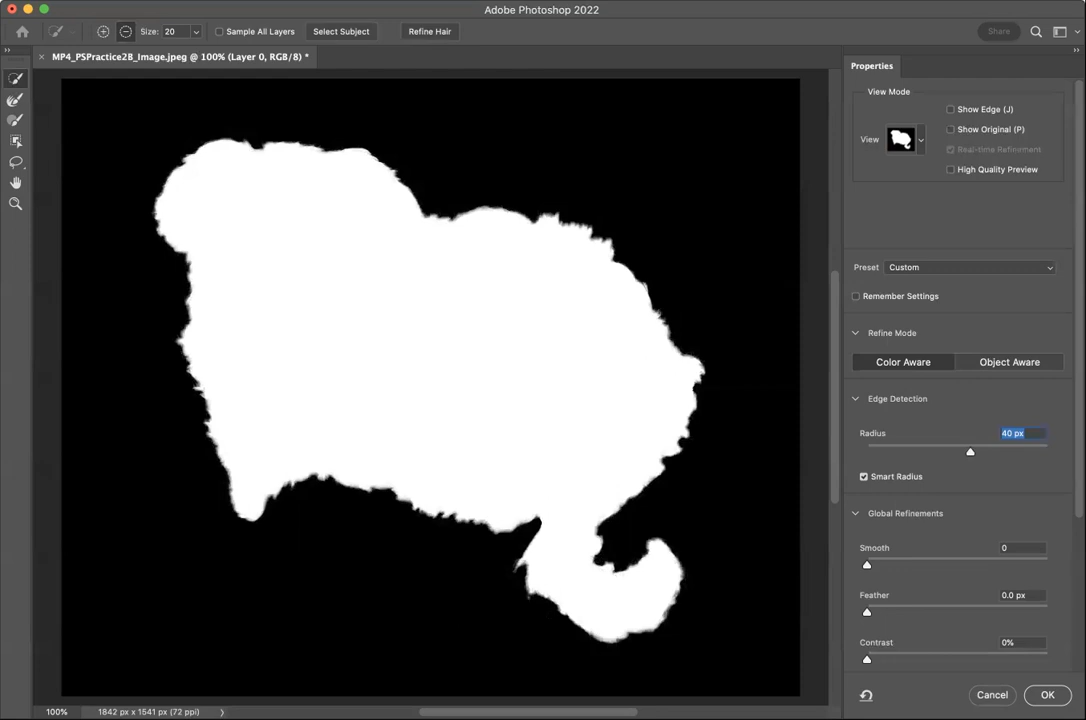 Adobe Photoshop 2022
Size: 20 Sample All Layers Select Subject Refine Hair Share
MP4_PSPractice2B_Image.jpeg @ 100% (Layer 0, RGB/8) *
Properties
View Mode
Show Edge (J)
View Show Original (P)
Real-time Refinement
High Quality Preview
Preset Custom
Remember Settings
Refine Mode
Color Aware Object Aware
Edge Detection
Radius 40 px
Smart Radius
Global Refinements
Smooth 0
Feather 0.0 px
Contrast 0%
Cancel OK
100% 1842 px x 1541 px (72 ppi)